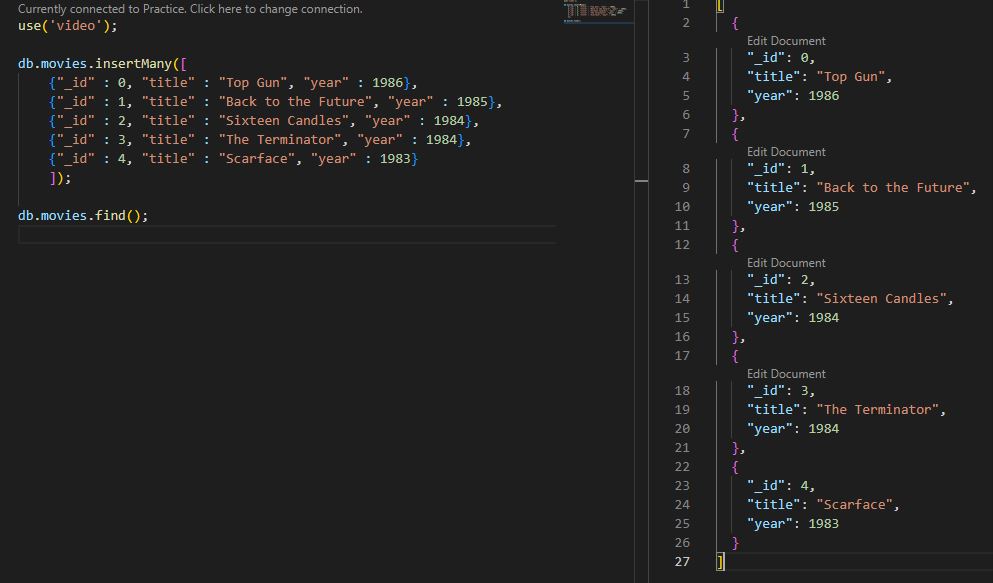 Currently connected to Practice. Click here to change connection.
use('video');
db.movies.insertMany([
{"_id" : 0, "title" : "Top Gun", "year" : 1986},
{"_id" : 1, "title" : "Back to the Future", "year" : 1985},
{"_id" : 2, "title" : "Sixteen Candles", "year" : 1984},
{"_id" : 3, "title" : "The Terminator", "year" : 1984},
{"_id" : 4, "title" : "Scarface", "year" : 1983}
]);
db.movies.find();
1 [
2 {
Edit Document
3 "_id": 0,
4 "title": "Top Gun",
5 "year": 1986
6 },
7 {
Edit Document
8 "_id": 1,
9 "title": "Back to the Future",
10 "year": 1985
11 },
12 {
Edit Document
13 "_id": 2,
14 "title": "Sixteen Candles",
15 "year": 1984
16 },
17 {
Edit Document
18 "_id": 3,
19 "title": "The Terminator",
20 "year": 1984
21 },
22 {
23 "_id": 4,
24 "title": "Scarface",
25 "year": 1983
26 }
27 ]